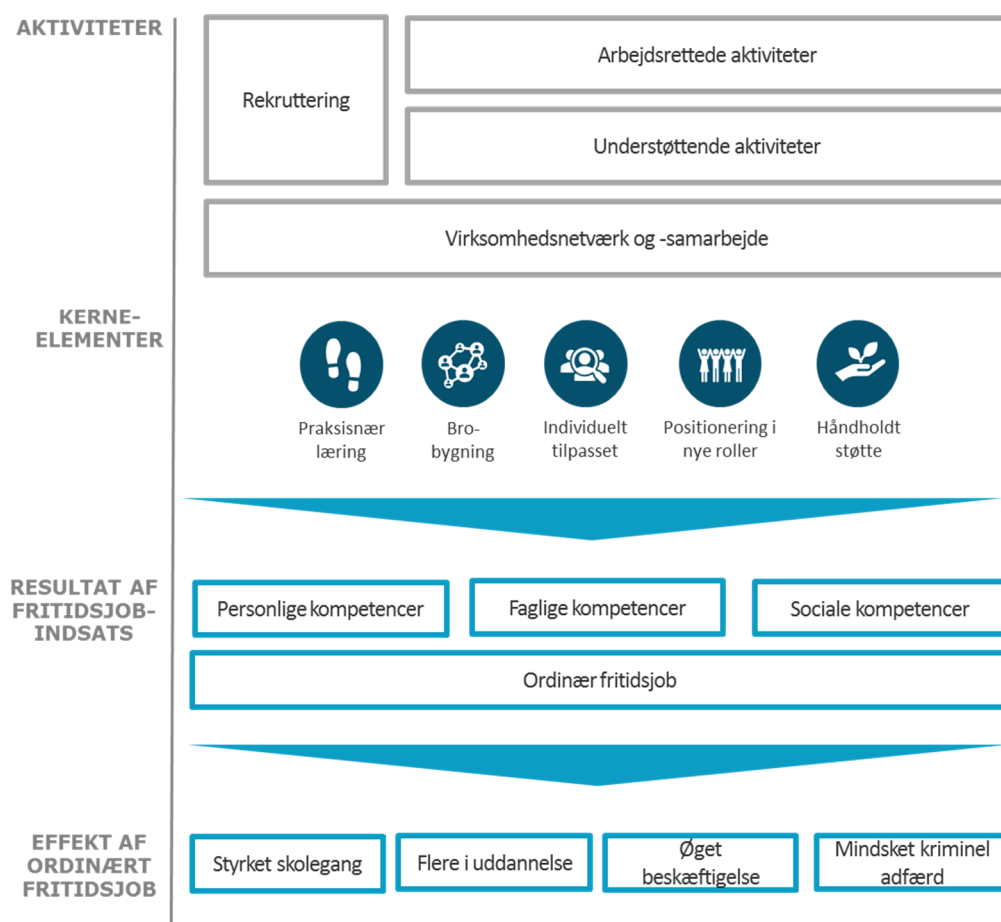 AKTIVITETER
Rekruttering
Arbejdsrettede aktiviteter
Understøttende aktiviteter
Virksomhedsnetværk og -samarbejde
KERNE-
ELEMENTER
Praksisnær
læring
Bro-
bygning
Individuelt
tilpasset
Positionering i
nye roller
Håndholdt
støtte
RESULTAT AF
FRITIDSJOB-
INDSATS
Personlige kompetencer
Faglige kompetencer
Sociale kompetencer
Ordinær fritidsjob
EFFEKT AF
ORDINÆRT
FRITIDSJOB
Styrket skolegang
Flere i uddannelse
Øget
beskæftigelse
Mindsket kriminel
adfærd